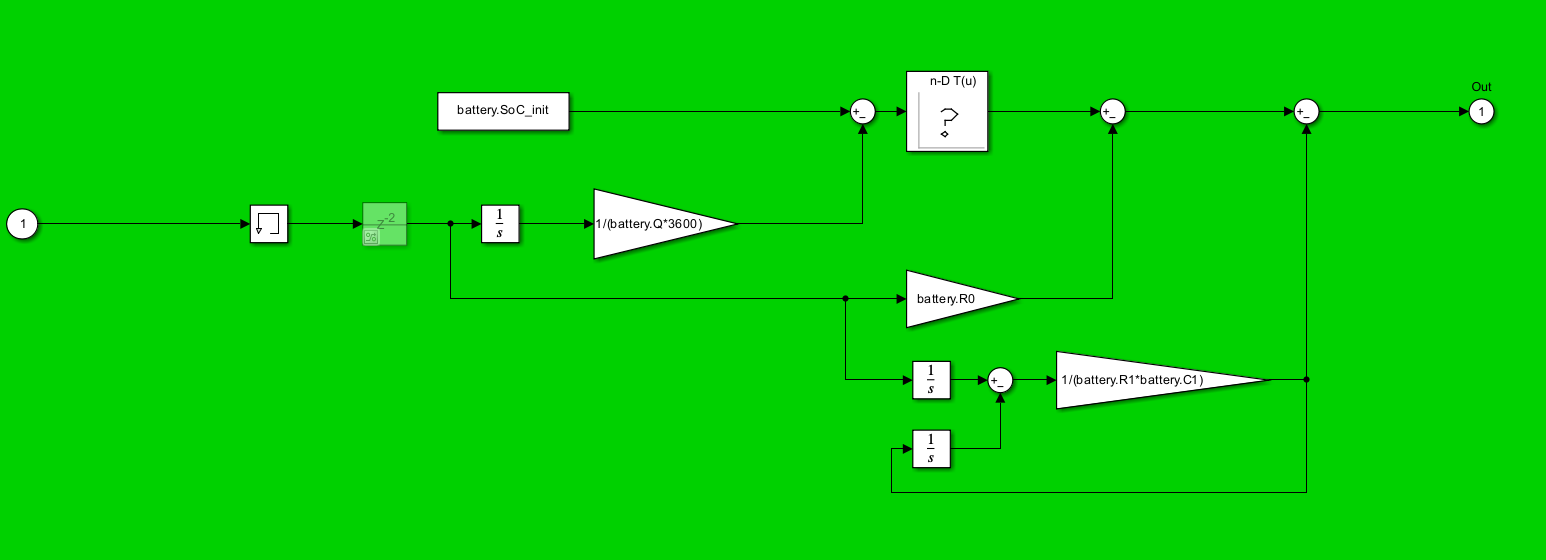 n-D T(u)
Out
battery.SoC_init
+
−
+
−
+
−
1
1
z-2
1
s
1/(battery.Q*3600)
battery.R0
1
s
+
−
1/(battery.R1*battery.C1)
1
s